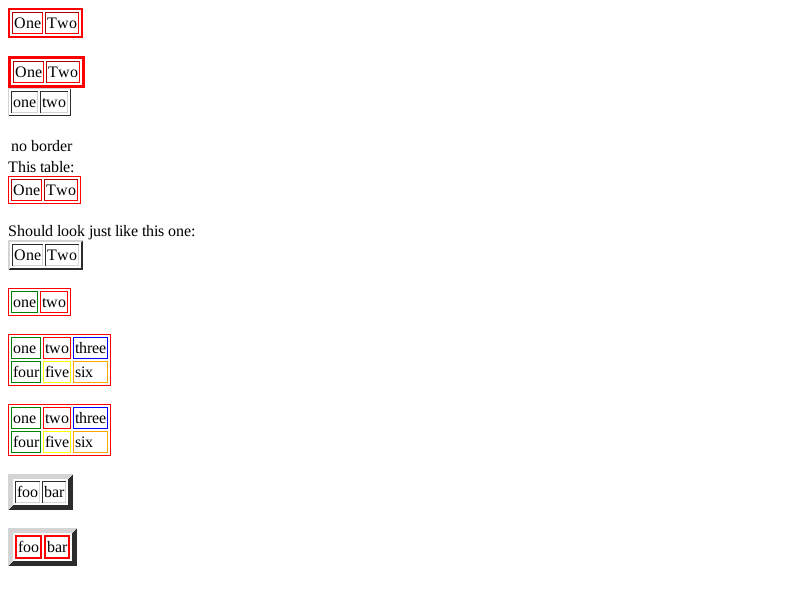 One Two
One Two
one two
no border
This table:
One Two
Should look just like this one:
One Two
one two
one two three
four five six
one two three
four five six
foo bar
foo bar